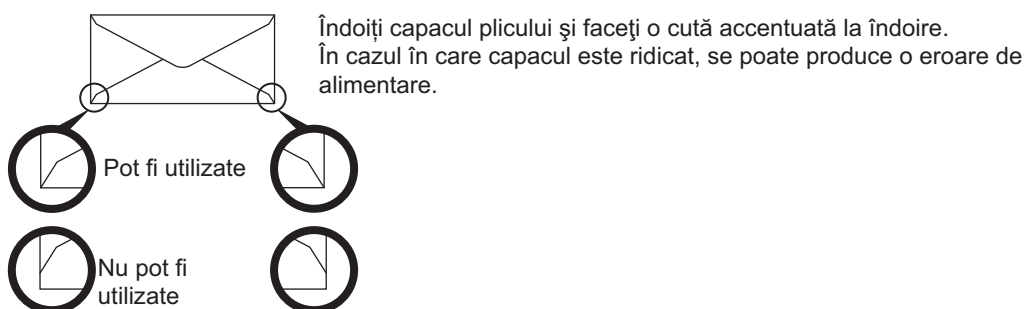 Îndoiți capacul plicului şi faceţi o cută accentuată la îndoire.
În cazul în care capacul este ridicat, se poate produce o eroare de
alimentare.
Pot fi utilizate
Nu pot fi
utilizate